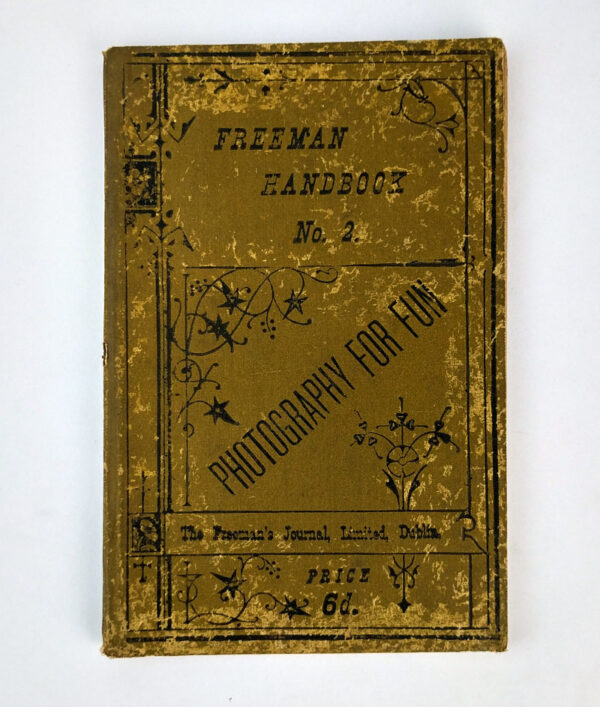 FREEMAN
HANDBOOK
No. 2.
PHOTOGRAPHY FOR FUN
The Freeman's Journal, Limited, Dublin.
PRICE
6d.